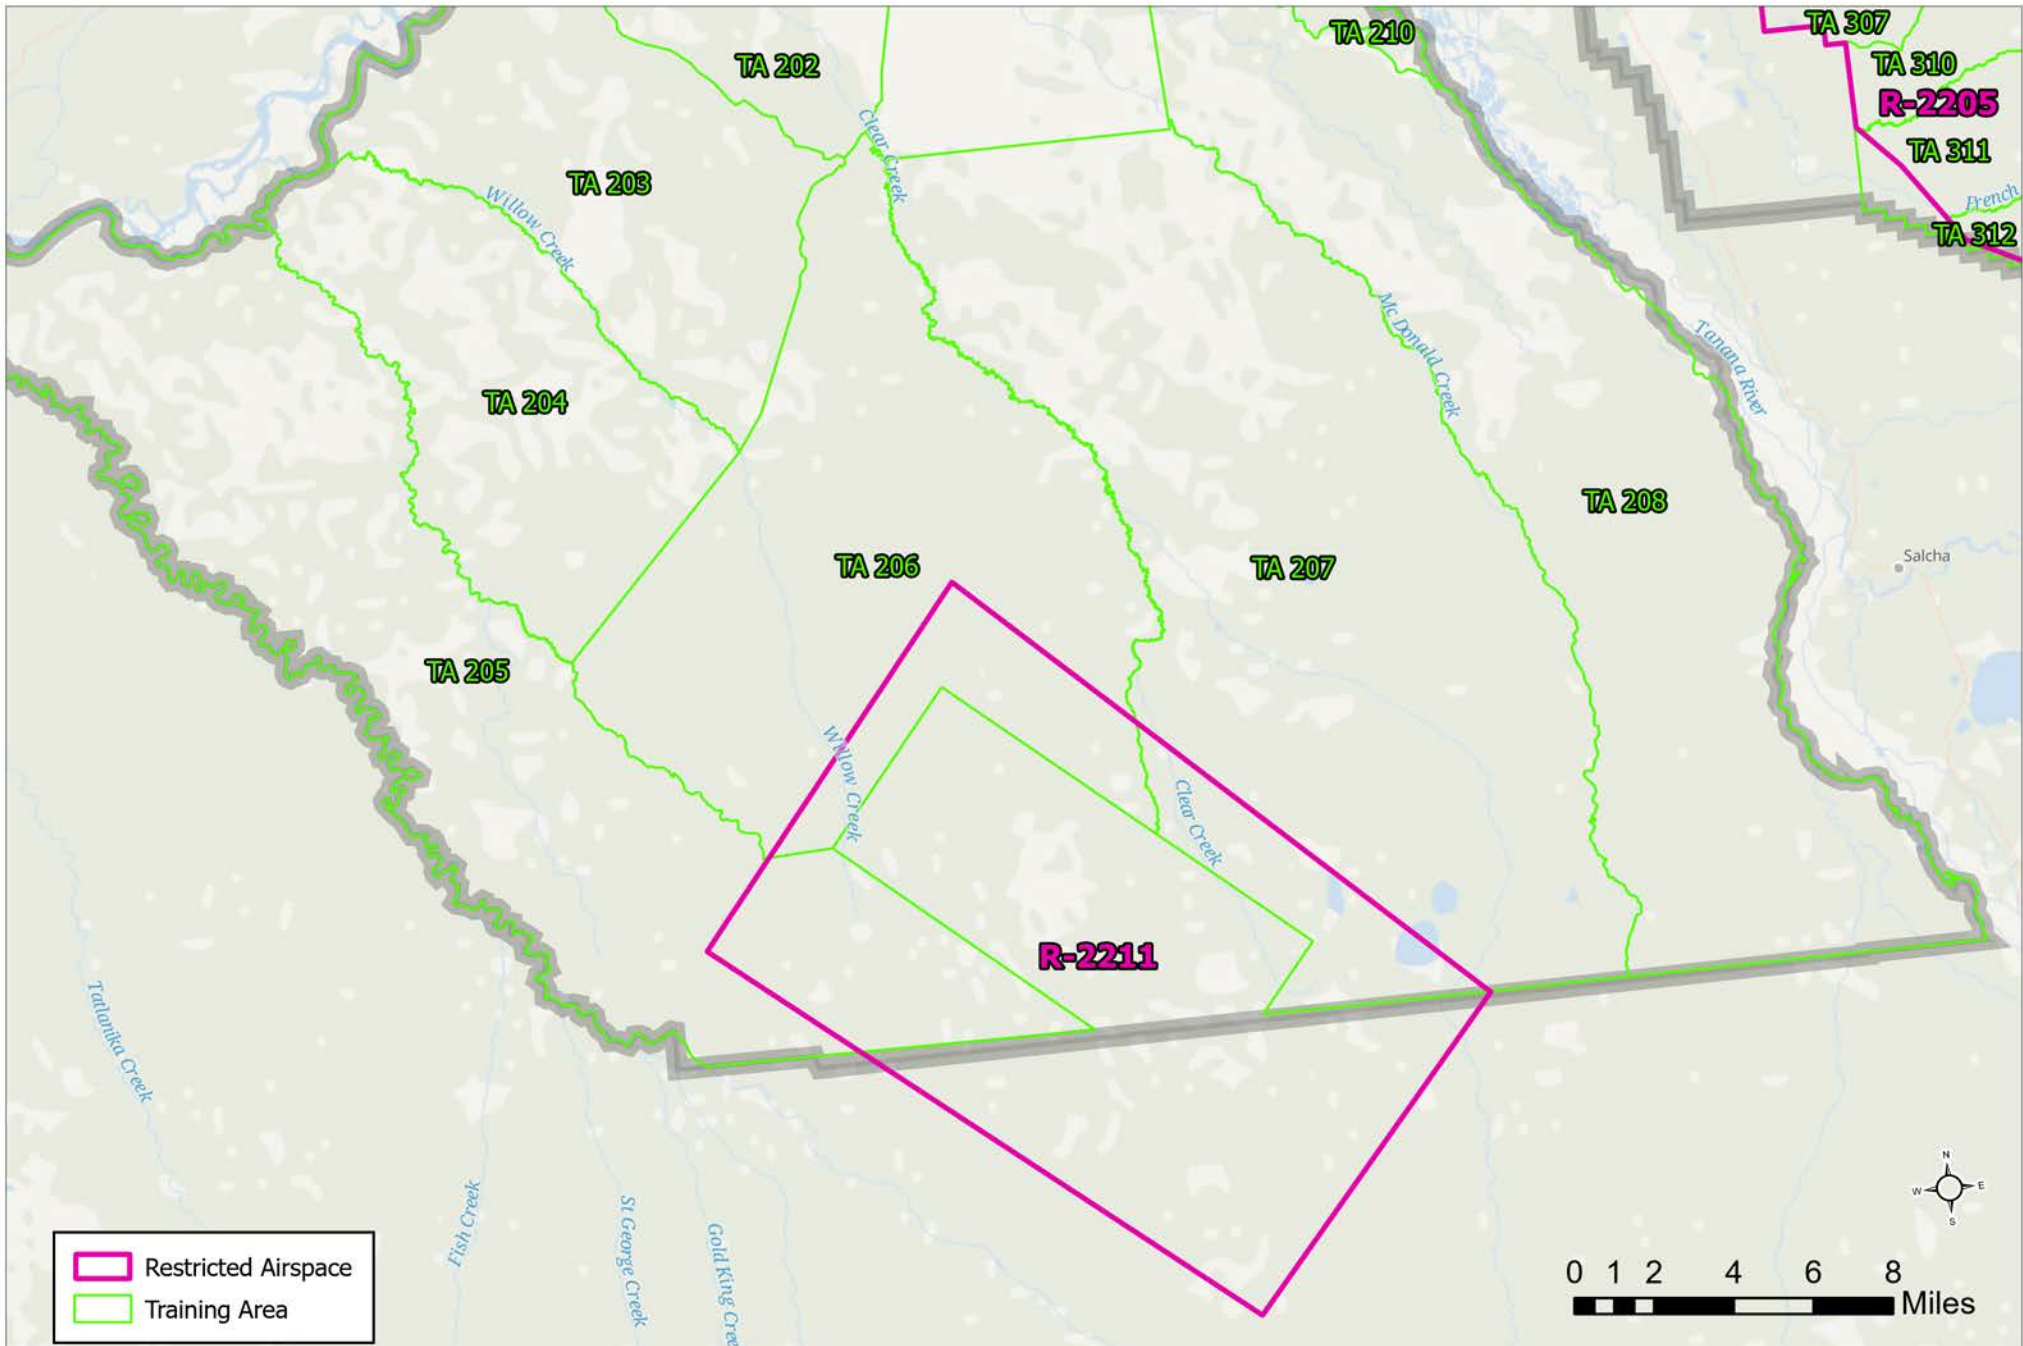 TA 210
TA 307
TA 202
TA 310
R-2205
Clear Creek
TA 311
TA 203
Willow Creek
French
TA 312
Mc Donald Creek
Tanana River
TA 204
TA 208
TA 206
TA 207
Salcha
TA 205
Willow Creek
Clear Creek
R-2211
Tatlanika Creek
Fish Creek
St George Creek
Gold King Cree
N
W
E
S
Restricted Airspace
Training Area
0 1 2 4 6 8
Miles